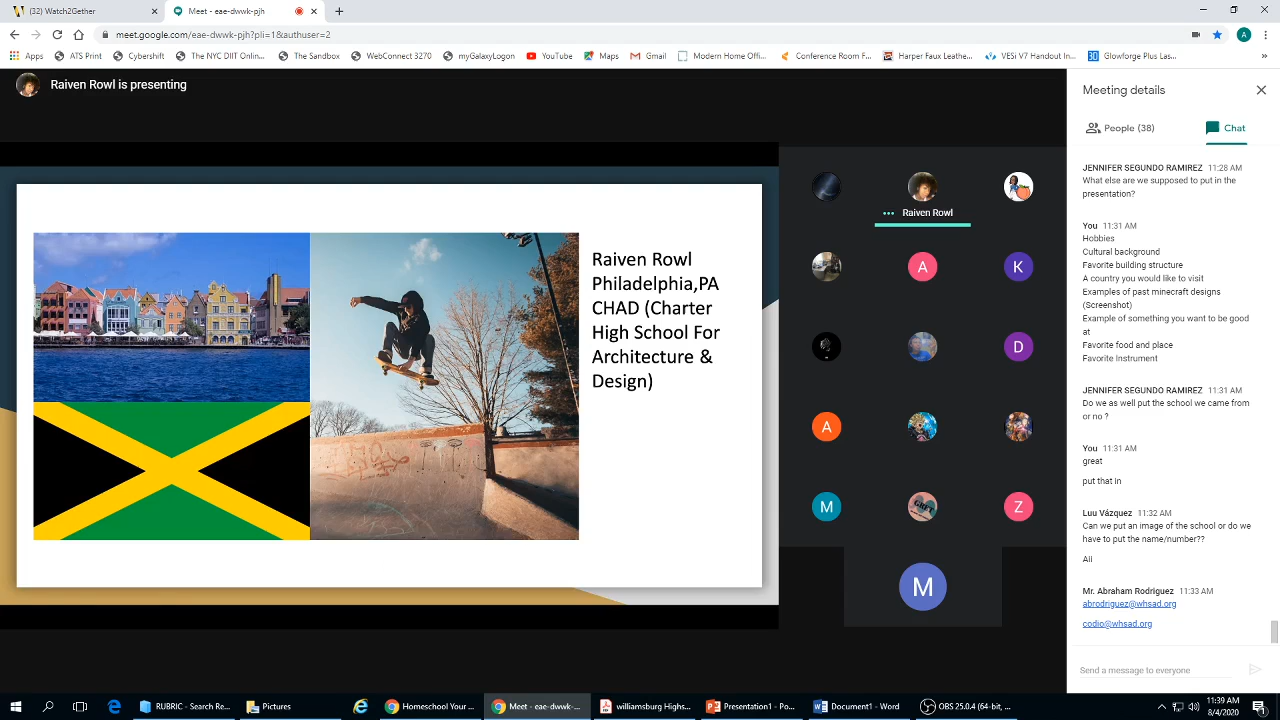 (32) Watch2Gether
Meet - eae-dwwk-pjh
meet.google.com/eae-dwwk-pjh?pli=1&authuser=2
A
Apps
ATS Print
Cybershift
The NYC DIIT Onlin...
The Sandbox
WebConnect 3270
myGalaxyLogon
YouTube
Maps
Gmail
Modern Home Offi...
Conference Room F...
Harper Faux Leathe...
VESi V7 Howto Inst...
30 Glowforge Plus Las...
»
Raiven Rowl is presenting
Raiven Rowl
Philadelphia,PA
CHAD (Charter
High School For
Architecture &
Design)
Raiven Rowl
A
K
D
A
M
GIFT
Z
M
Meeting details
People (38)
Chat
JENNIFER SEGUNDO RAMIREZ 11:28 AM
What else are we supposed to put in the
presentation?
You 11:31 AM
Hobbies
Cultural background
Favorite building structure
A country you would like to visit
Examples of past minecraft designs
(Screenshot)
Example of something you want to be good
at
Favorite food and place
Favorite Instrument
JENNIFER SEGUNDO RAMIREZ 11:31 AM
Do we as well put the school we came from
or no ?
You 11:31 AM
great
put that in
Luu Vázquez 11:32 AM
Can we put an image of the school or do we
have to put the name/number??
Ali
Mr. Abraham Rodriguez 11:33 AM
abrodriguez@whsad.org
codio@whsad.org
Send a message to everyone
RUBRIC - Search Re...
Pictures
Homeschool Your ...
Meet - eae-dwwk-...
williamsburg Highs...
Presentation1 - Po...
Document1 - Word
OBS 25.0.4 (64-bit, ...
11:39 AM
8/4/2020